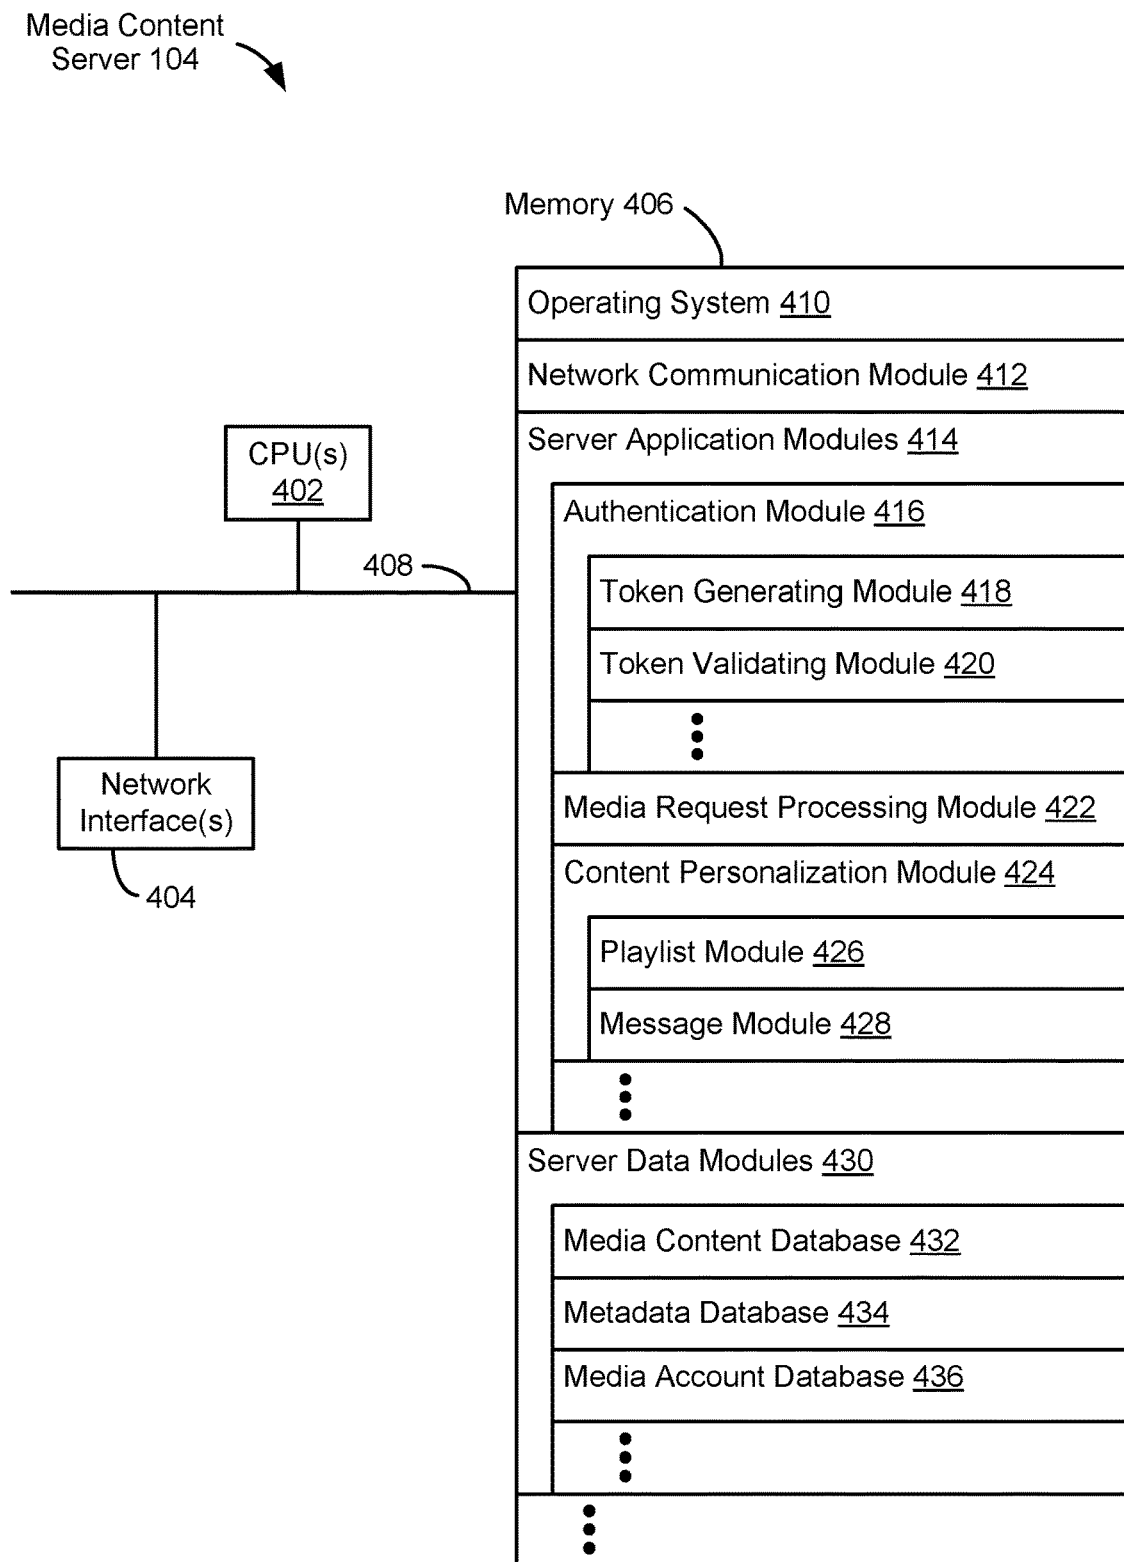 Media Content
Server 104
Memory 406
Operating System 410
Network Communication Module 412
Server Application Modules 414
CPU(s)
402
Authentication Module 416
408
Token Generating Module 418
Token Validating Module 420
Network
Interface(s)
404
Media Request Processing Module 422
Content Personalization Module 424
Playlist Module 426
Message Module 428
Server Data Modules 430
Media Content Database 432
Metadata Database 434
Media Account Database 436